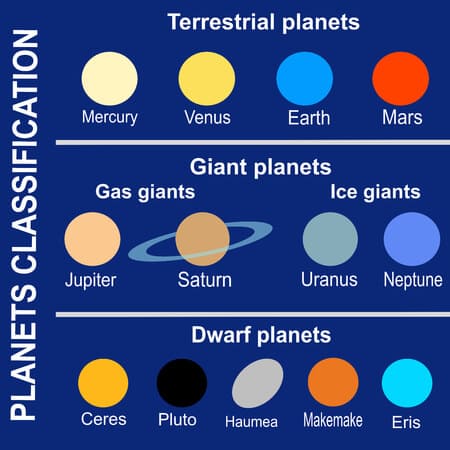 PLANETS CLASSIFICATION
Terrestrial planets
Mercury Venus Earth Mars
Giant planets
Gas giants Ice giants
Jupiter Saturn Uranus Neptune
Dwarf planets
Ceres Pluto Haumea Makemake Eris